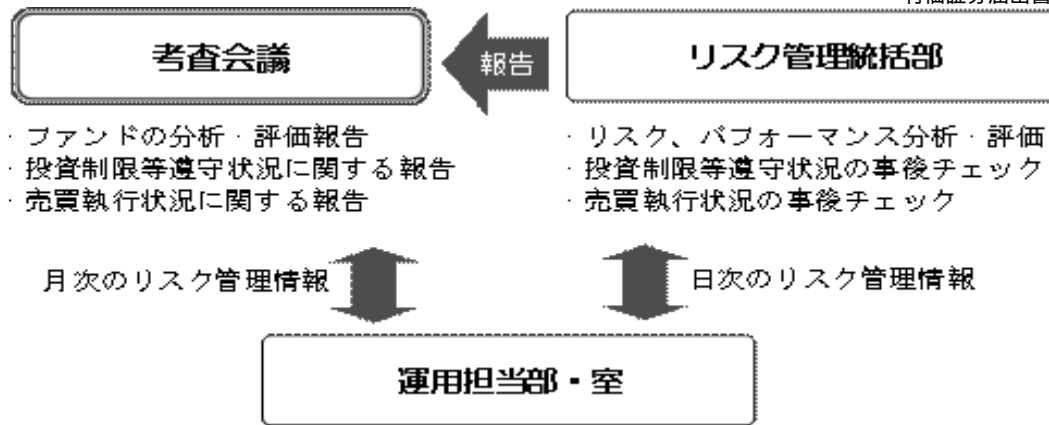 考査会議
報告
リスク管理統括部
・ファンドの分析・評価報告
・投資制限等遵守状況に関する報告
・売買執行状況に関する報告
・リスク、パフォーマンス分析・評価
・投資制限等遵守状況の事後チェック
・売買執行状況の事後チェック
月次のリスク管理情報
日次のリスク管理情報
運用担当部・室